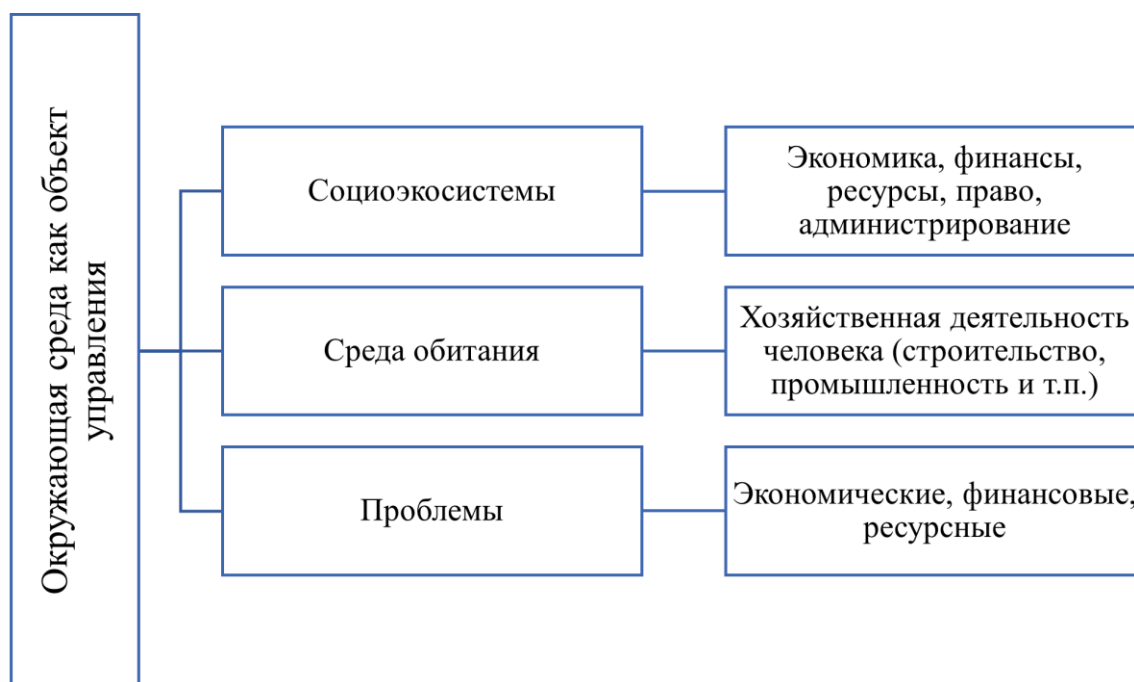 Окружающая среда как объект
управления
Социоэкосистемы
Экономика, финансы,
ресурсы, право,
администрирование
Среда обитания
Хозяйственная деятельность
человека (строительство,
промышленность и т.п.)
Проблемы
Экономические, финансовые,
ресурсные